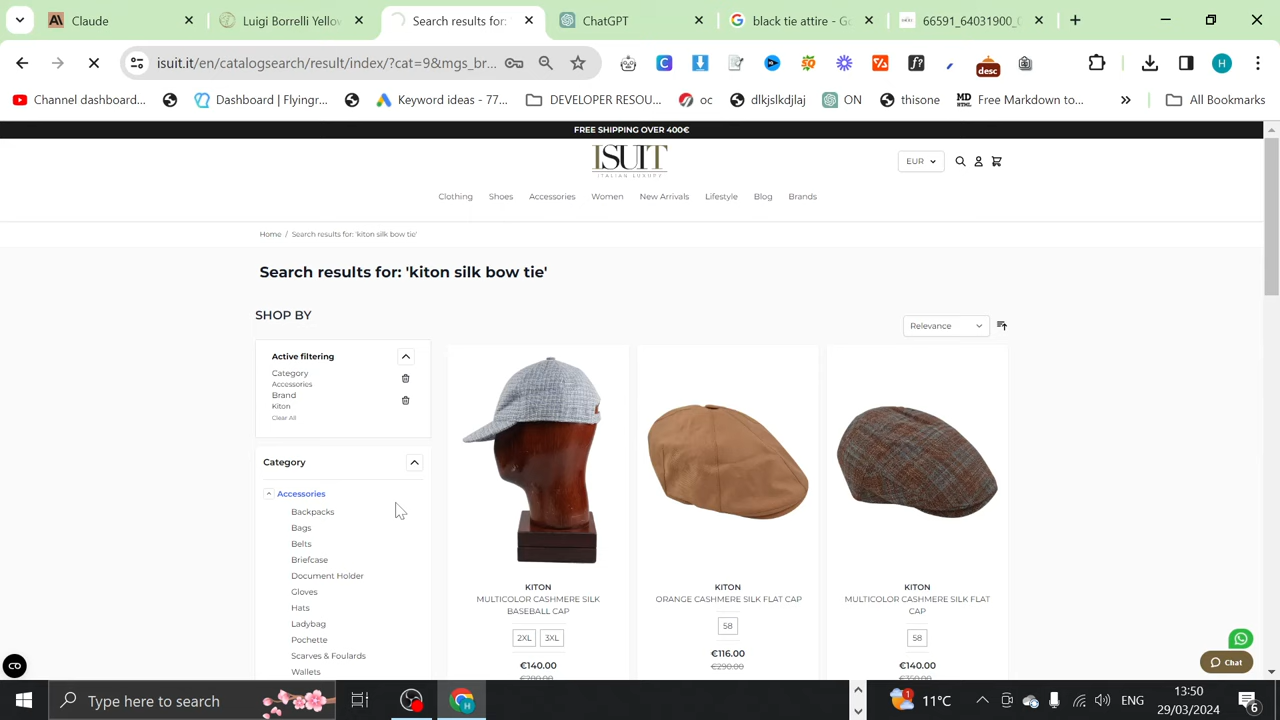 Claude
Luigi Borrelli Yellow
Search results for:
ChatGPT
black tie attire - Go
66591_64031900_
isuit.it/en/catalogsearch/result/index/?cat=9&mgs_br...
desc
H
Channel dashboard...
Dashboard | Flyingr...
Keyword ideas - 77...
DEVELOPER RESOU...
oc
dlkjslkdjlaj
ON
thisone
MD
HTML
Free Markdown to...
All Bookmarks
FREE SHIPPING OVER 400€
ISUIT
ITALIAN LUXURY
EUR
Clothing Shoes Accessories Women New Arrivals Lifestyle Blog Brands
Home / Search results for: 'kiton silk bow tie'
Search results for: 'kiton silk bow tie'
SHOP BY
Relevance
Active filtering
Category
Accessories
Brand
Kiton
Clear All
Category
Accessories
Backpacks
Bags
Belts
Briefcase
Document Holder
Gloves
Hats
Ladybag
Pochette
Scarves & Foulards
Wallets
KITON
MULTICOLOR CASHMERE SILK
BASEBALL CAP
2XL 3XL
€140.00
€280.00
KITON
ORANGE CASHMERE SILK FLAT CAP
58
€116.00
€290.00
KITON
MULTICOLOR CASHMERE SILK FLAT
CAP
58
€140.00
€350.00
Chat
Type here to search
1
11°C
ENG
13:50
29/03/2024
6